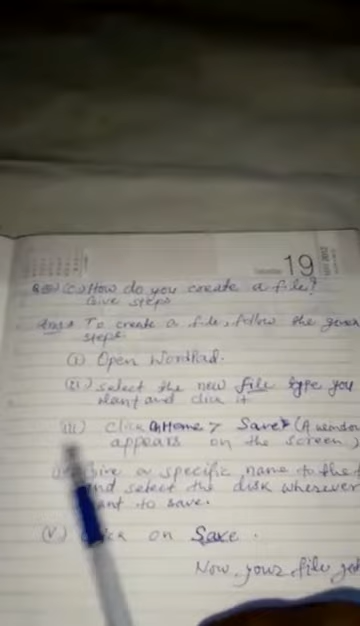 19
(C) How do you create a file?
Give steps
Ans To create a file, follow the given
steps
(i) Open WordPad.
(ii) select the new file type you
want and click it
(iii) Click on Home > Save > (A window
appears on the screen)
a specific name to the
and select the disk wherever
want to save.
(V) on Save.
Now, your file